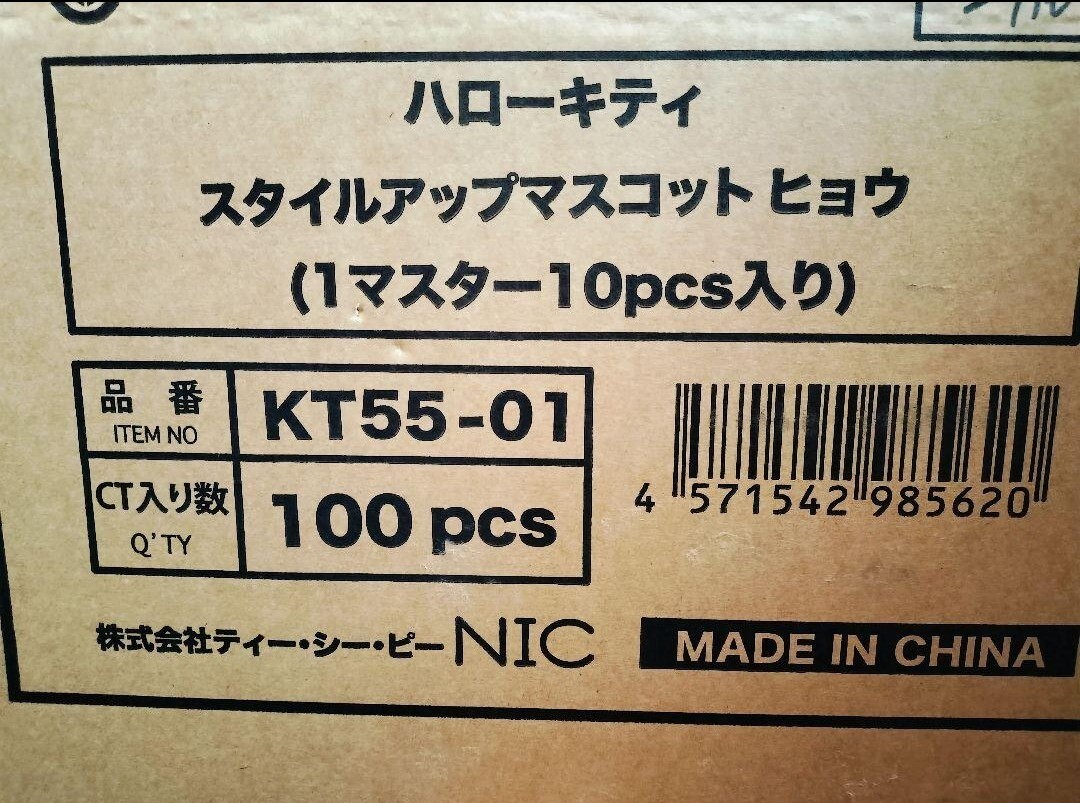 ハローキティ
スタイルアップマスコット ヒョウ
(1マスター10pcs入り)
品 番
ITEM NO
KT55-01
CT入り数
Q'TY
100 pcs
4 571542 985620
株式会社ティー・シー・ピー NIC
MADE IN CHINA